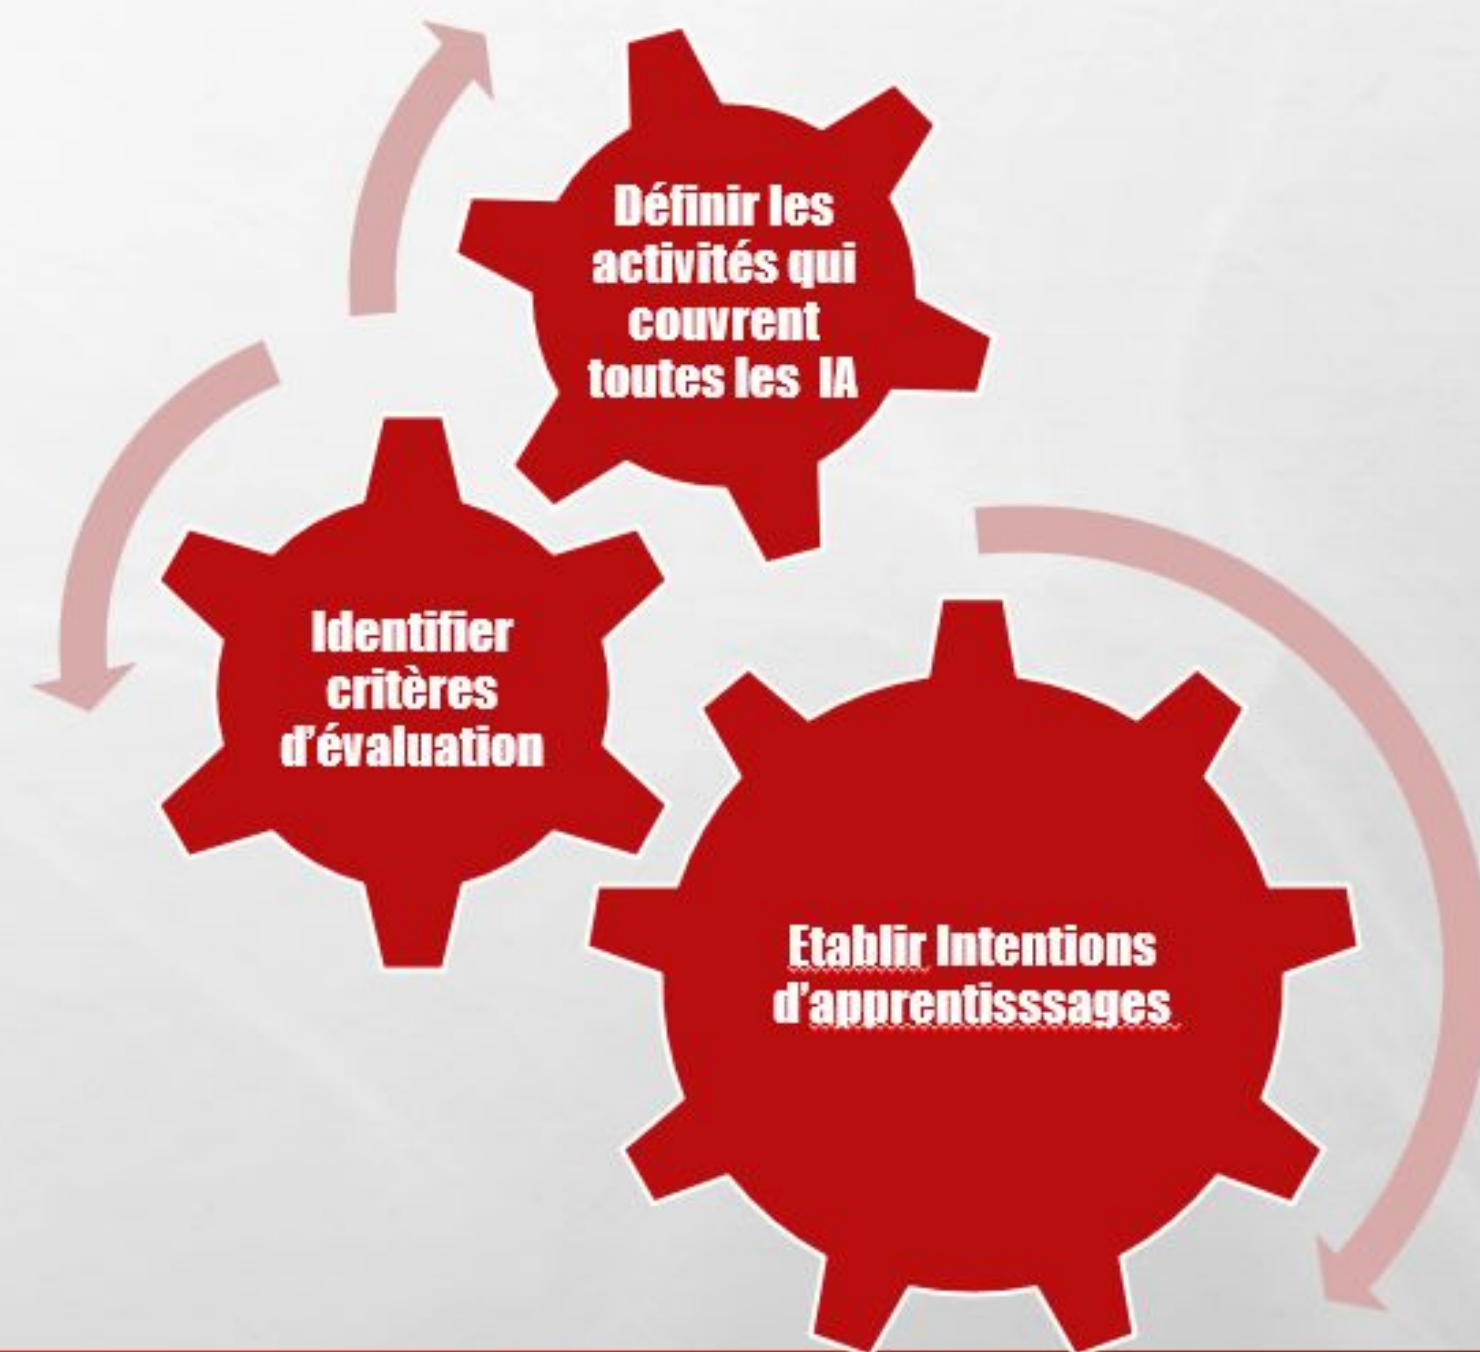 Définir les
activités qui
couvrent
toutes les IA
Identifier
critères
d'évaluation
Etablir Intentions
d'apprentisssages